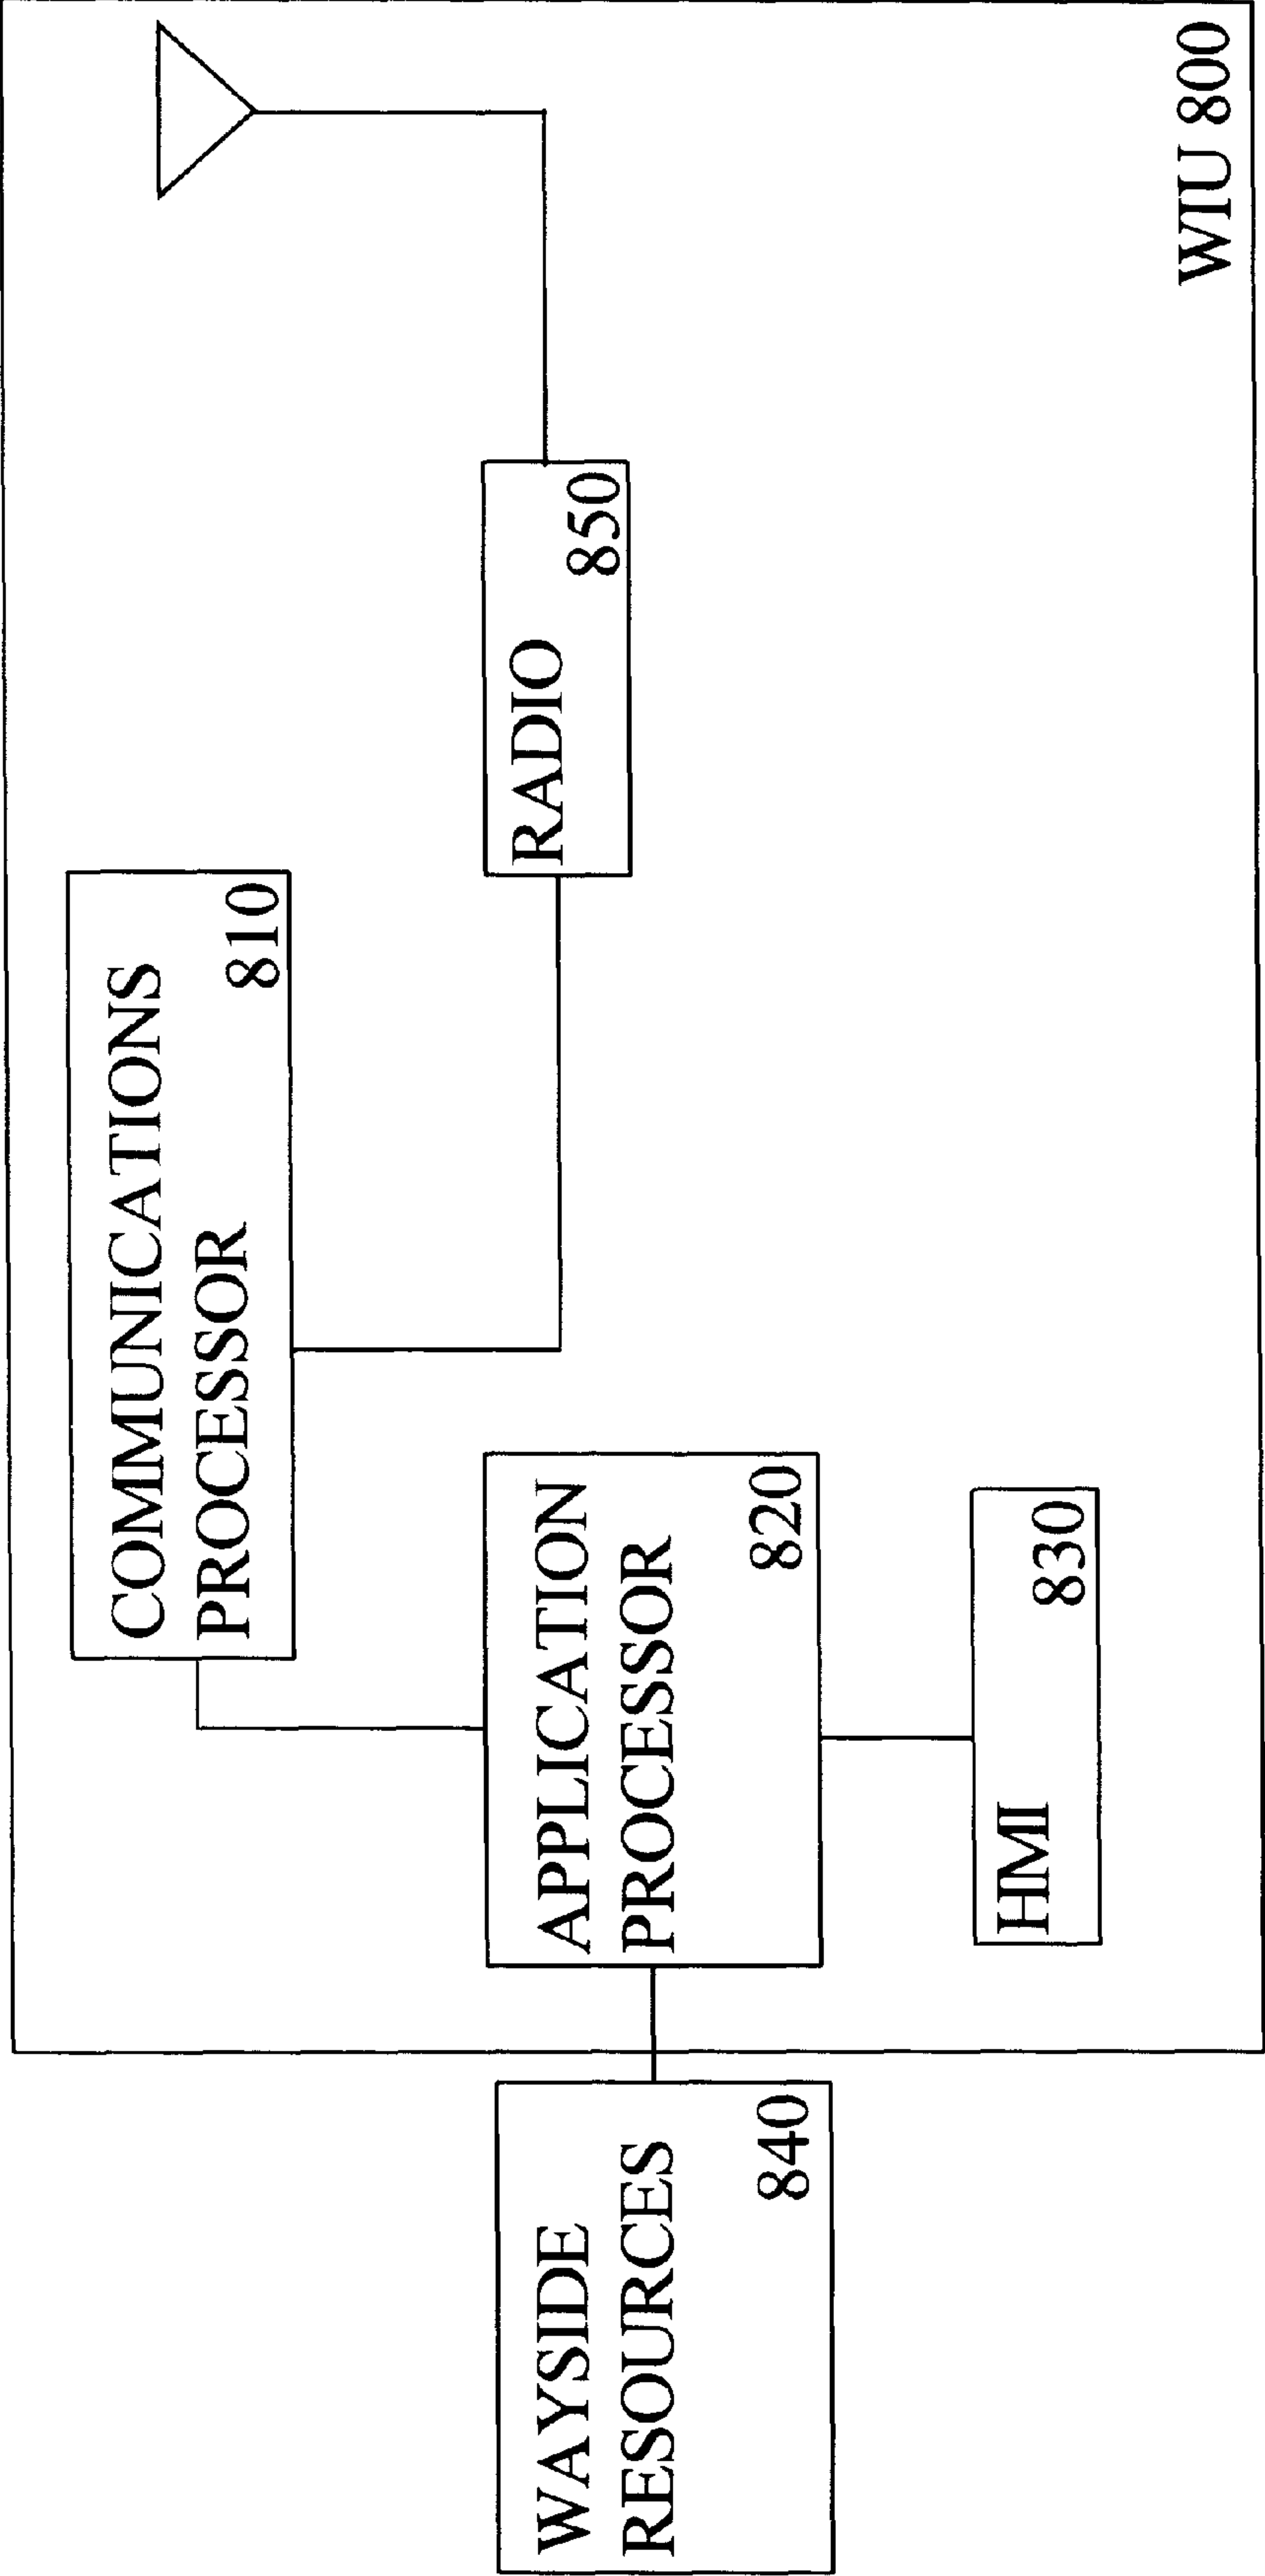 COMMUNICATIONS
PROCESSOR
810
APPLICATION
PROCESSOR
820
RADIO
850
WAYSIDE
RESOURCES
840
HMI
830
WIU 800